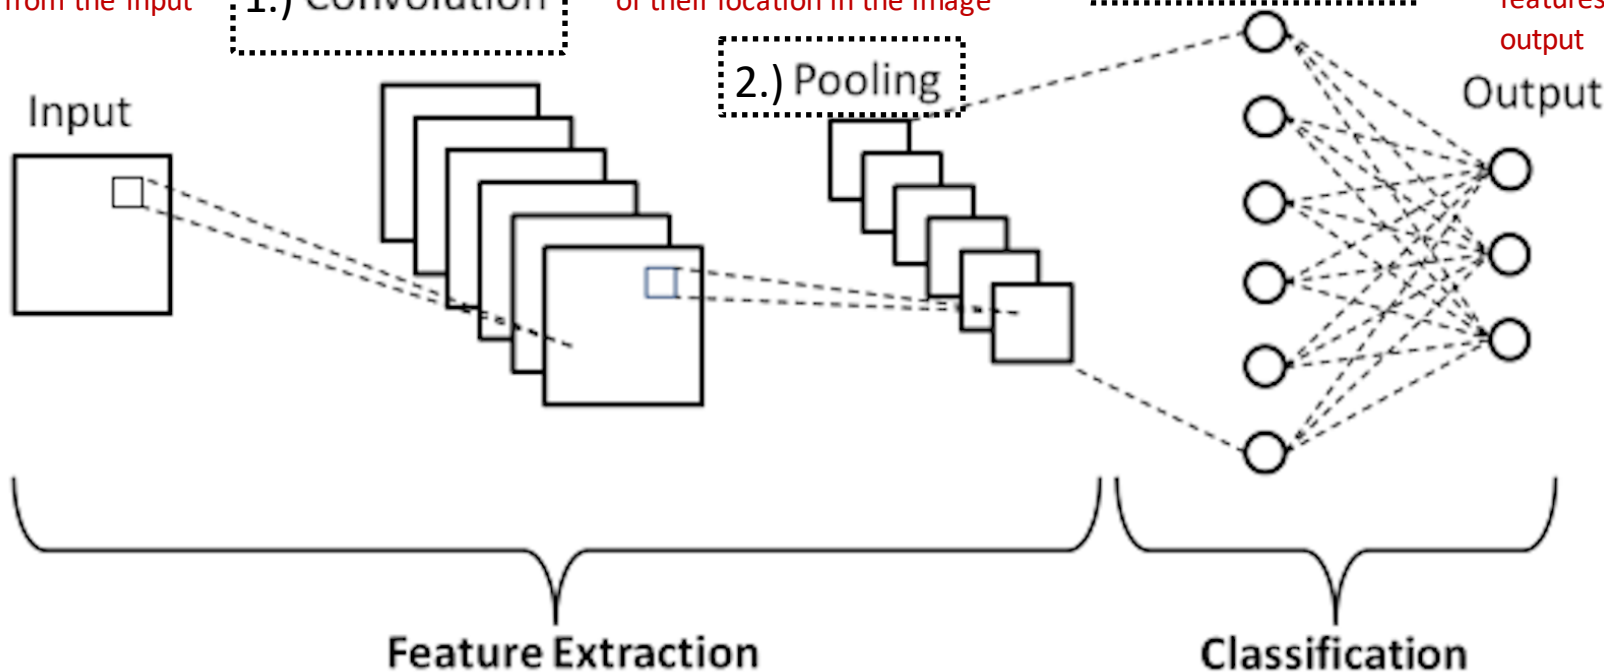 from the input
1.) Convolution
of their location in the image
features
output
2.) Pooling
Input
Output
Feature Extraction
Classification